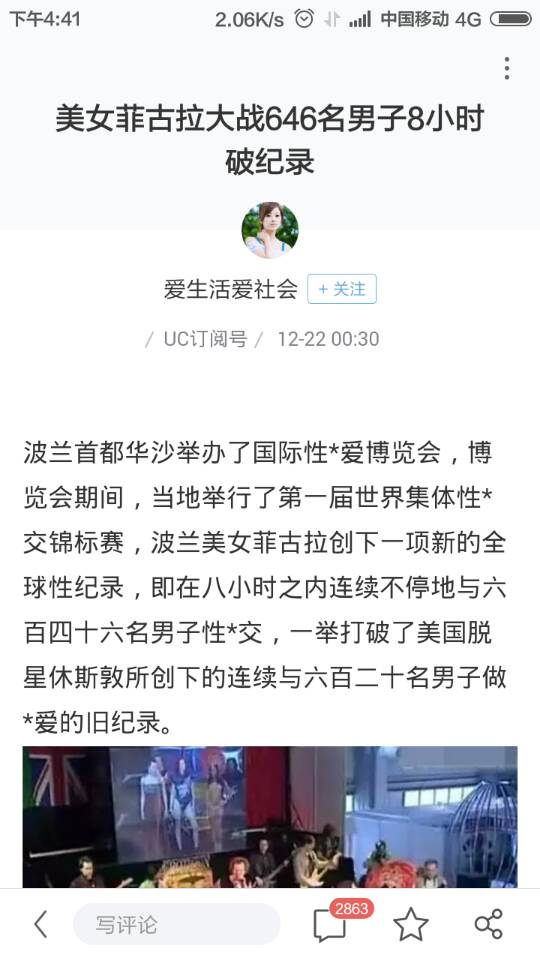 下午4:41 2.06K/s 中国移动 4G
美女菲古拉大战646名男子8小时
破纪录
爱生活爱社会 + 关注
/ UC订阅号 / 12-22 00:30
波兰首都华沙举办了国际性*爱博览会，博
览会期间，当地举行了第一届世界集体性*
交锦标赛，波兰美女菲古拉创下一项新的全
球性纪录，即在八小时之内连续不停地与六
百四十六名男子性*交，一举打破了美国脱
星休斯敦所创下的连续与六百二十名男子做
*爱的旧纪录。
写评论 2863